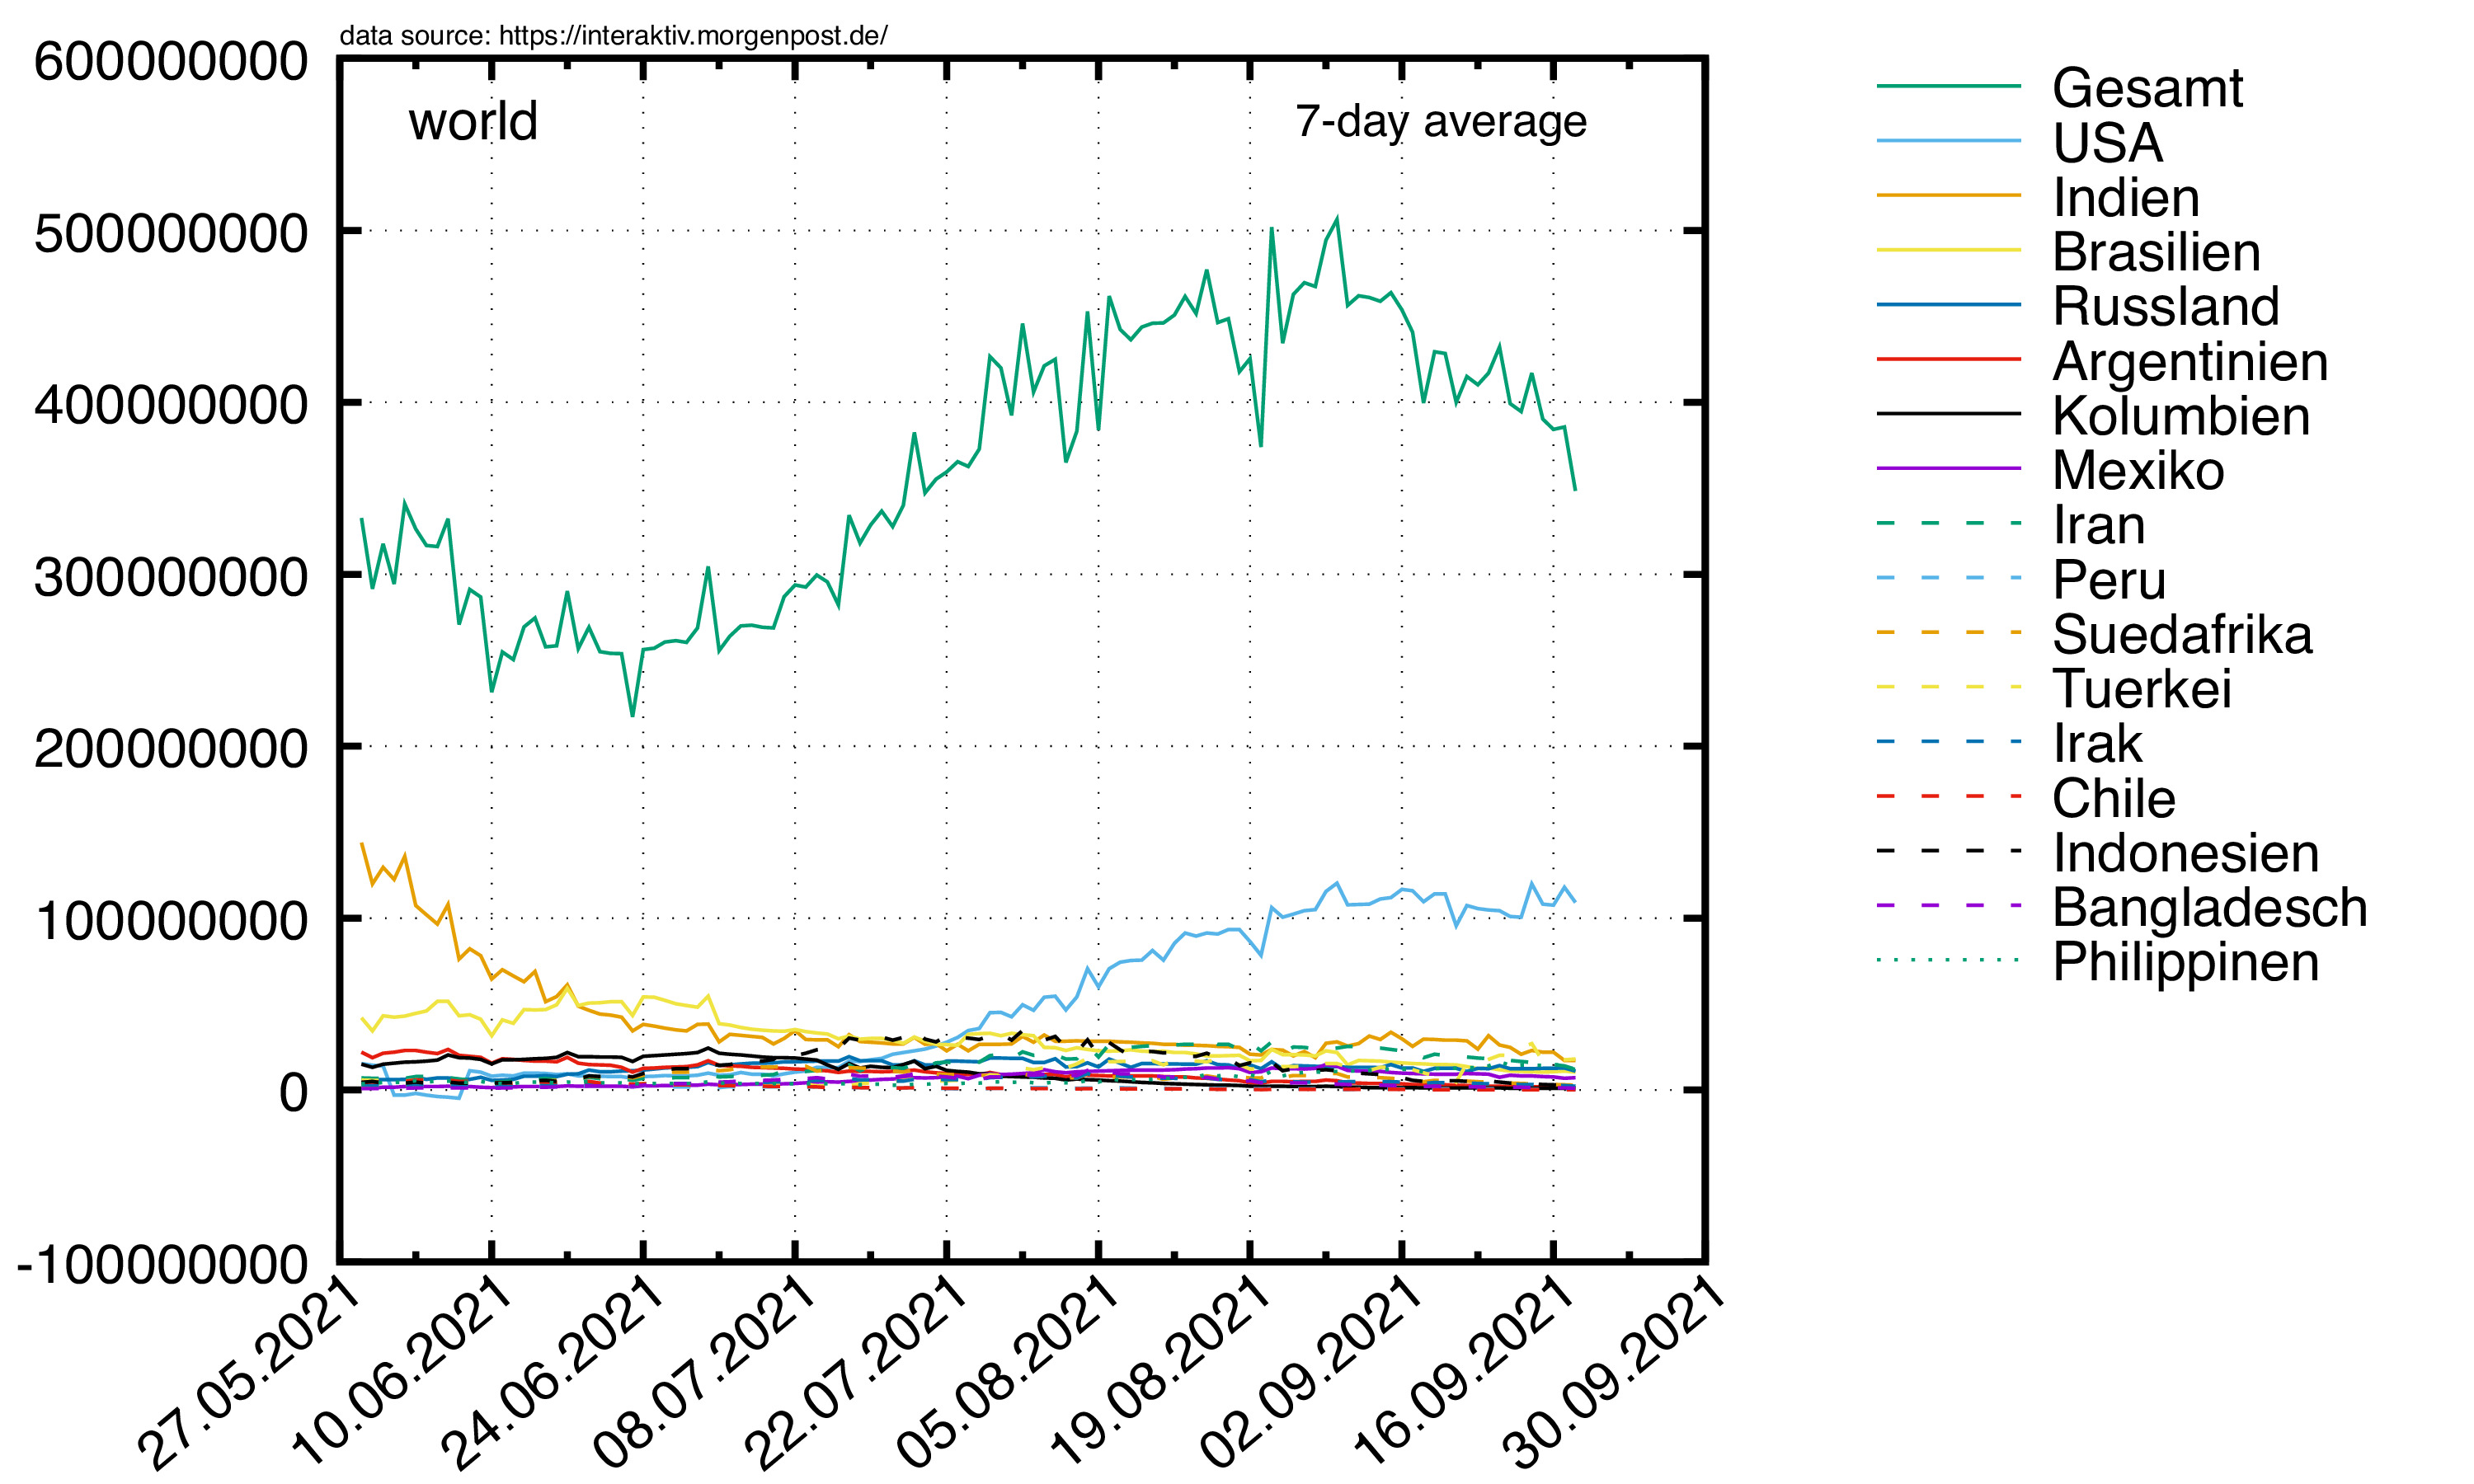 data source: https://interaktiv.morgenpost.de/
600000000
500000000
400000000
300000000
200000000
100000000
0
-100000000
world
7-day average
27.05.2021
10.06.2021
24.06.2021
08.07.2021
22.07.2021
05.08.2021
19.08.2021
02.09.2021
16.09.2021
30.09.2021
Gesamt
USA
Indien
Brasilien
Russland
Argentinien
Kolumbien
Mexiko
Iran
Peru
Suedafrika
Tuerkei
Irak
Chile
Indonesien
Bangladesch
Philippinen